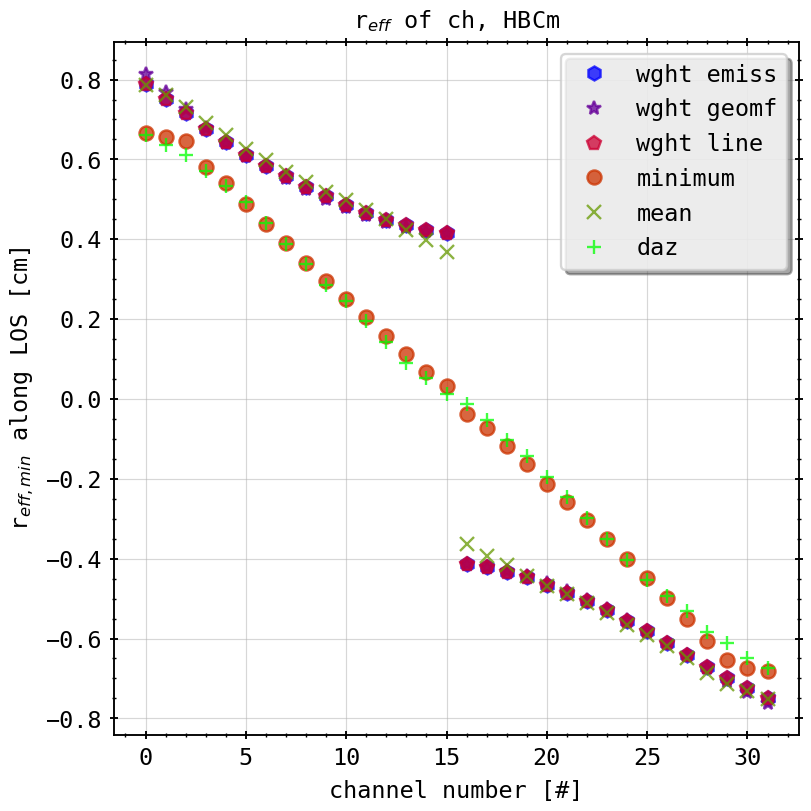 r_eff of ch, HBCm
wght emiss
wght geomf
wght line
minimum
mean
daz
r_eff,min along LOS [cm]
0.8
0.6
0.4
0.2
0.0
−0.2
−0.4
−0.6
−0.8
0 5 10 15 20 25 30
channel number [#]